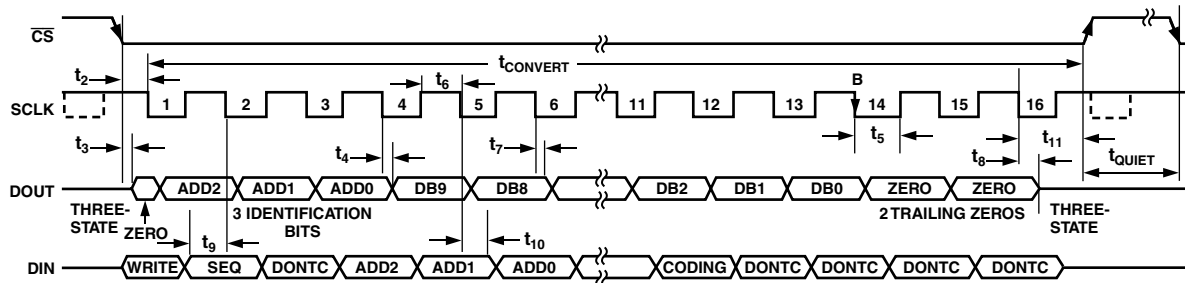 CS
t2
tCONVERT
t6
B
SCLK
1 2 3 4 5 6 11 12 13 14 15 16
t3
t4
t7
t5
t11
t8
tQUIET
DOUT
ADD2 ADD1 ADD0 DB9 DB8 DB2 DB1 DB0 ZERO ZERO
THREE-
STATE
ZERO
3 IDENTIFICATION
BITS
2 TRAILING ZEROS
THREE-
STATE
t9
t10
DIN
WRITE SEQ DONTC ADD2 ADD1 ADD0 CODING DONTC DONTC DONTC DONTC